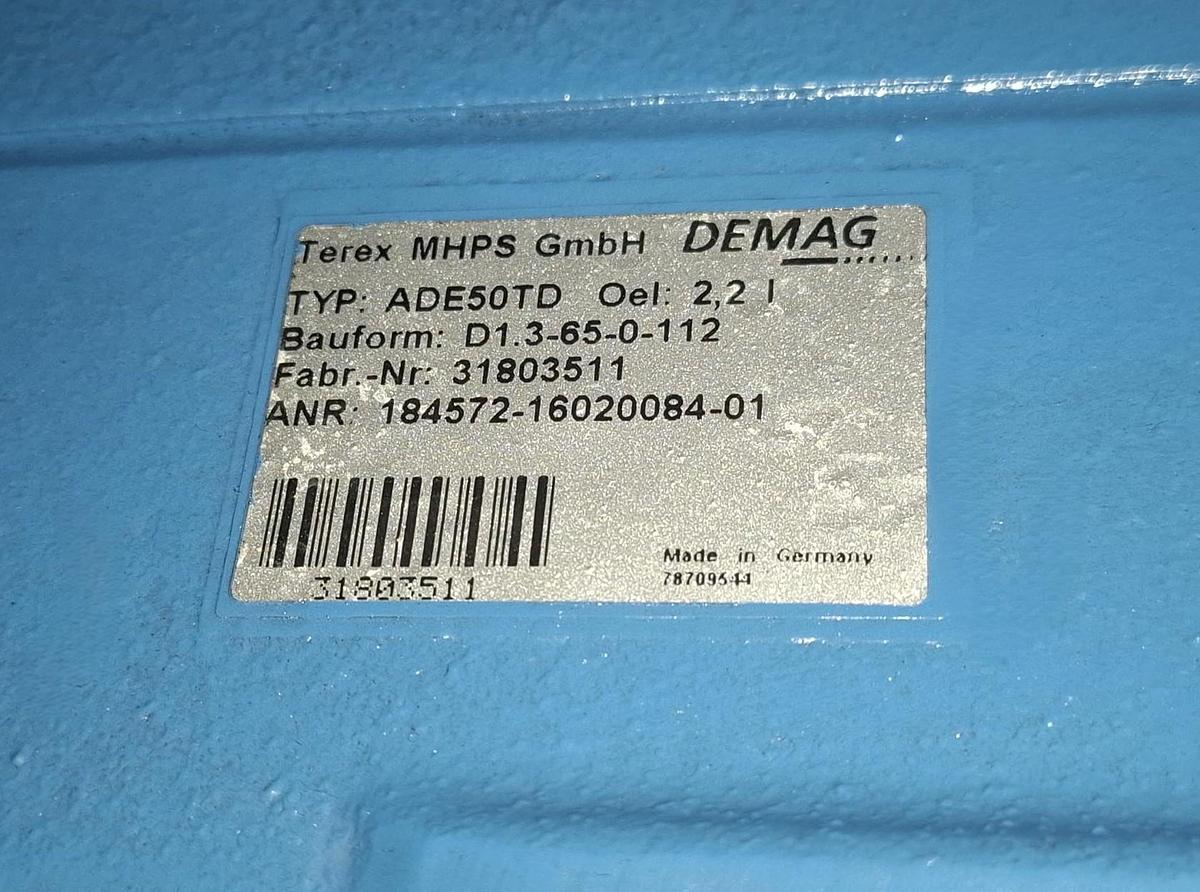 Terex MHPS GmbH DEMAG
TYP: ADE50TD Oel: 2,2 l
Bauform: D1.3-65-0-112
Fabr.-Nr: 31803511
ANR: 184572-16020084-01
31803511
Made in Germany